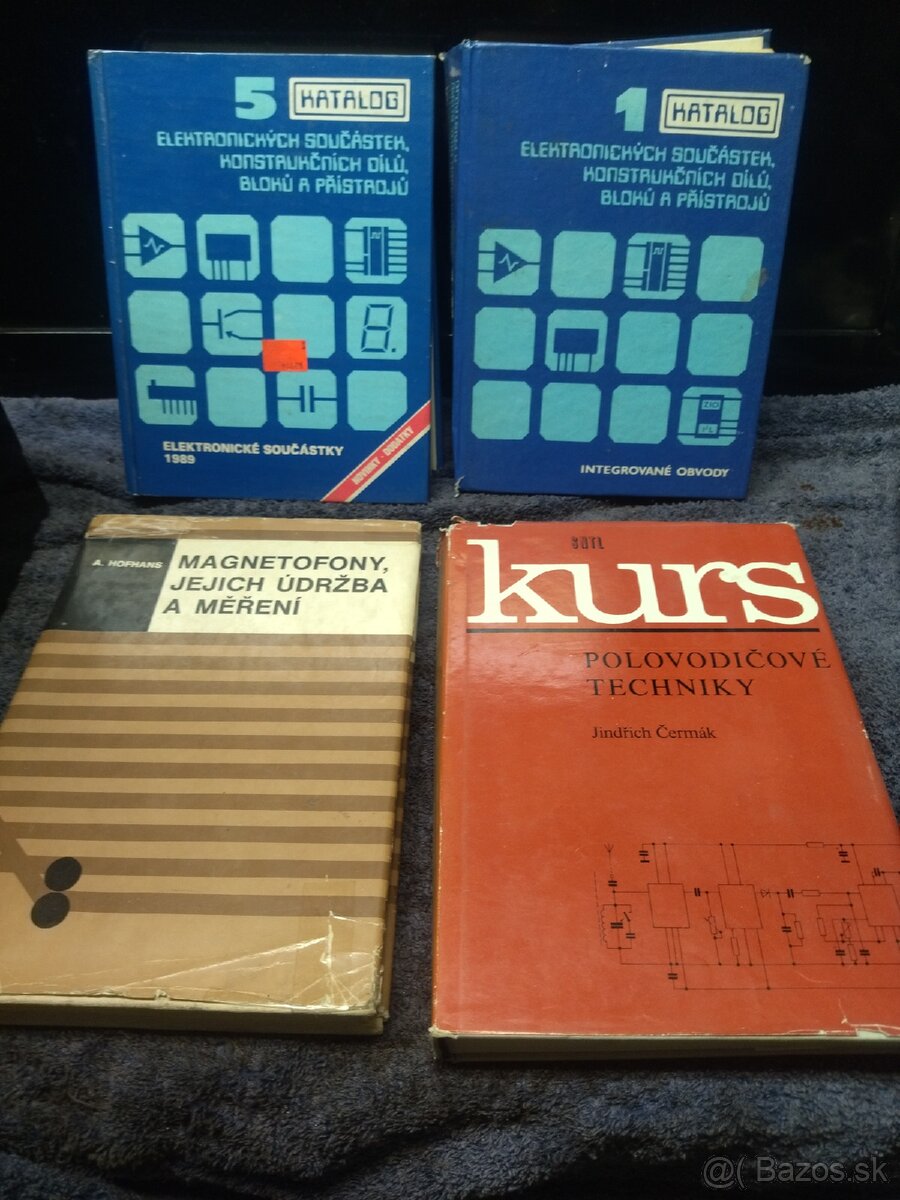 5 KATALOG
ELEKTRONICKÝCH SOUČÁSTEK,
KONSTRUKČNÍCH DÍLŮ,
BLOKŮ A PŘÍSTROJŮ
ELEKTRONICKÉ SOUČÁSTKY
1989
NOVINKY - DODATKY
1 KATALOG
ELEKTRONICKÝCH SOUČÁSTEK,
KONSTRUKČNÍCH DÍLŮ,
BLOKŮ A PŘÍSTROJŮ
INTEGROVANÉ OBVODY
A. HOFHANS
MAGNETOFONY,
JEJICH ÚDRŽBA
A MĚŘENÍ
SNTL
kurs
POLOVODIČOVÉ
TECHNIKY
Jindřich Čermák
@( Bazos.sk